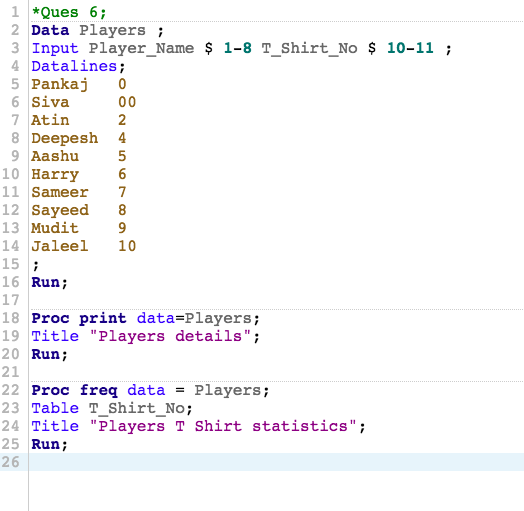 1 *Ques 6;
2 Data Players ;
3 Input Player_Name $ 1-8 T_Shirt_No $ 10-11 ;
4 Datalines;
5 Pankaj   0
6 Siva     00
7 Atin     2
8 Deepesh  4
9 Aashu    5
10 Harry    6
11 Sameer   7
12 Sayeed   8
13 Mudit    9
14 Jaleel   10
15 ;
16 Run;
17
18 Proc print data=Players;
19 Title "Players details";
20 Run;
21
22 Proc freq data = Players;
23 Table T_Shirt_No;
24 Title "Players T Shirt statistics";
25 Run;
26